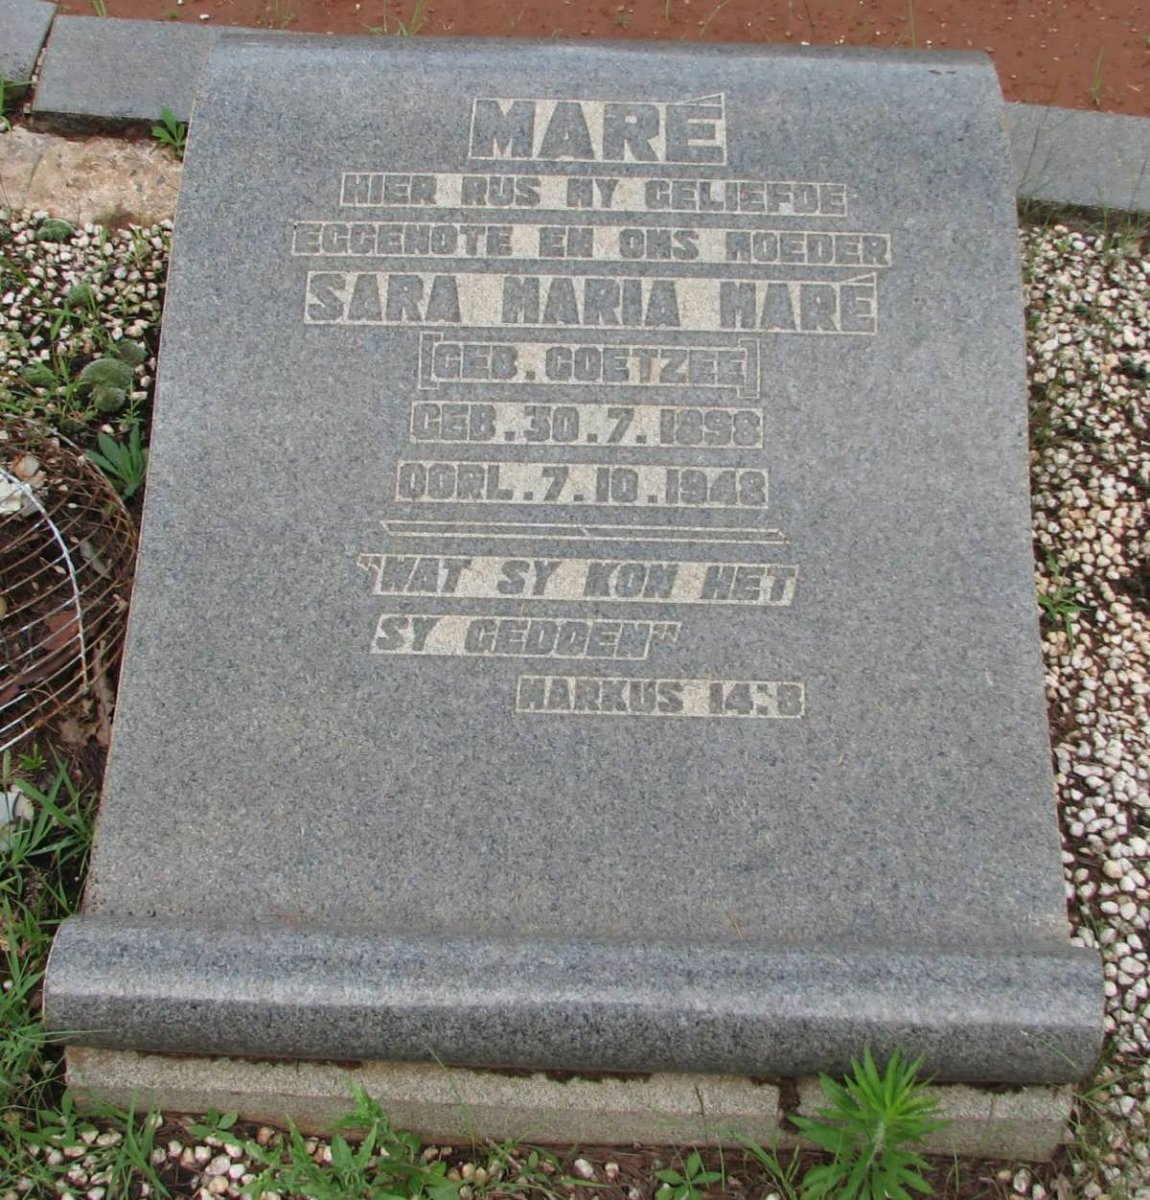 MARÉ
HIER RUS MY GELIEFDE
EGGENOTE EN ONS MOEDER
SARA MARIA MARÉ
[GEB. COETZEE]
GEB. 30. 7. 1898
OORL. 7. 10. 1948
"WAT SY KON HET
SY GEDOEN"
MARKUS 14:8